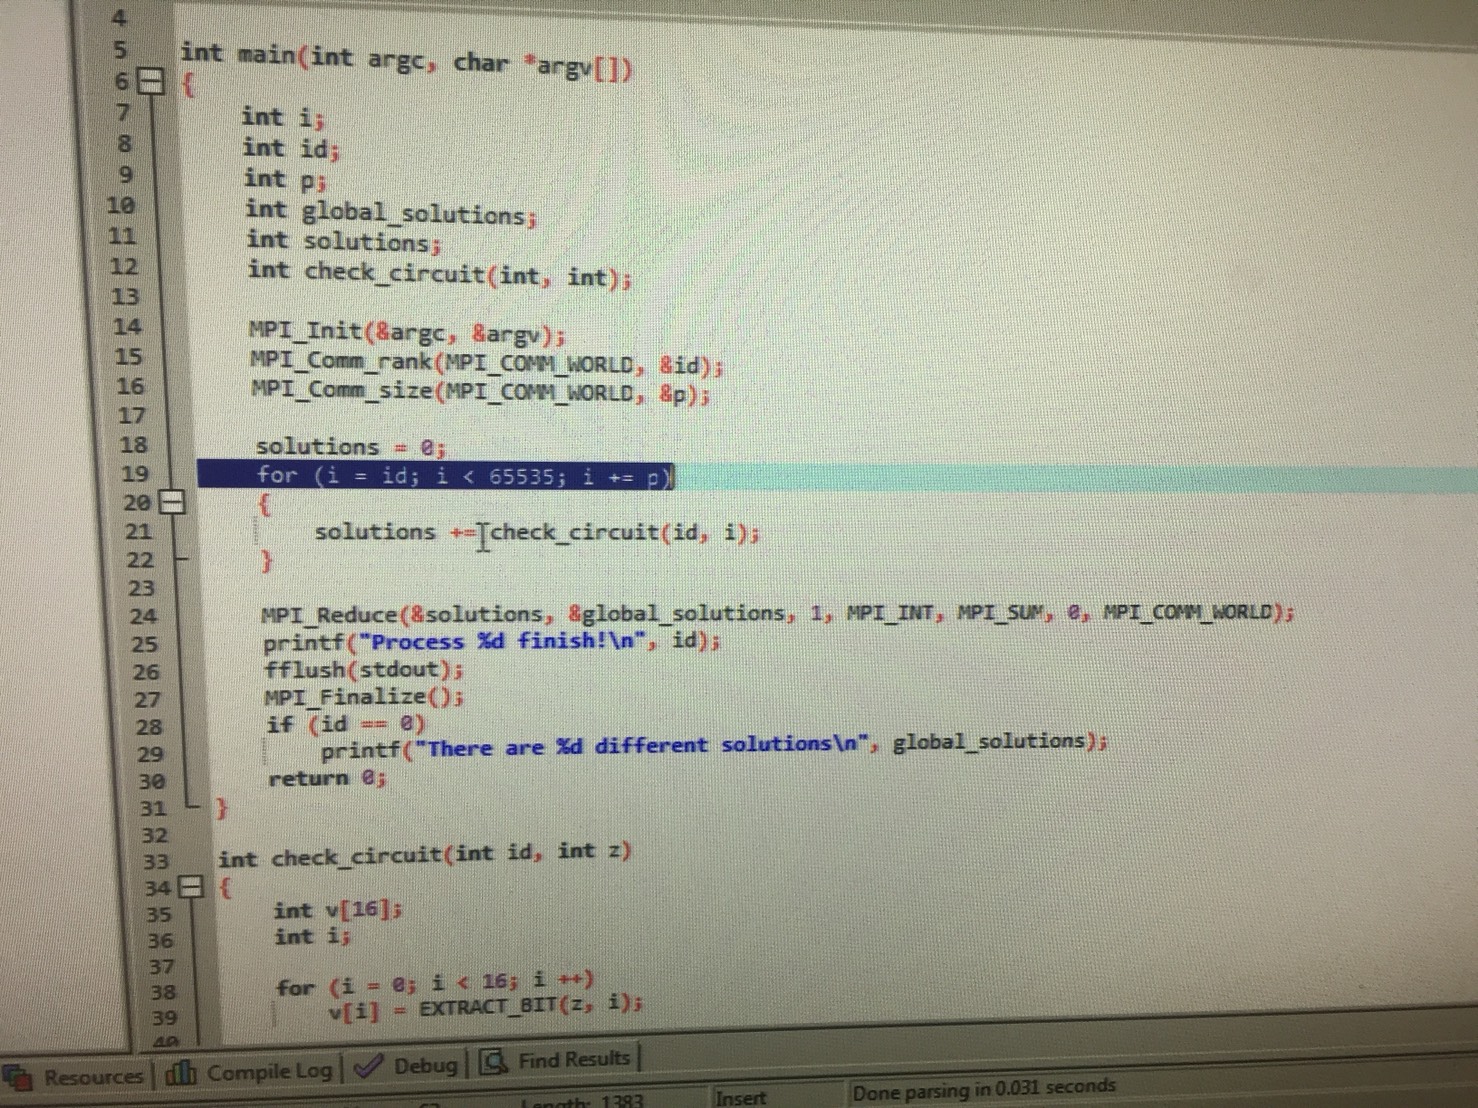 4
5 int main(int argc, char *argv[])
6 {
7 int i;
8 int id;
9 int p;
10 int global_solutions;
11 int solutions;
12 int check_circuit(int, int);
13
14 MPI_Init(&argc, &argv);
15 MPI_Comm_rank(MPI_COMM_WORLD, &id);
16 MPI_Comm_size(MPI_COMM_WORLD, &p);
17
18 solutions = 0;
19 for (i = id; i < 65535; i += p)
20 {
21 solutions += check_circuit(id, i);
22 }
23
24 MPI_Reduce(&solutions, &global_solutions, 1, MPI_INT, MPI_SUM, 0, MPI_COMM_WORLD);
25 printf("Process %d finish!\n", id);
26 fflush(stdout);
27 MPI_Finalize();
28 if (id == 0)
29 printf("There are %d different solutions\n", global_solutions);
30 return 0;
31 }
32
33 int check_circuit(int id, int z)
34 {
35 int v[16];
36 int i;
37
38 for (i = 0; i < 16; i ++)
39 v[i] = EXTRACT_BIT(z, i);
40
Resources Compile Log Debug Find Results
Length: 1383 Insert Done parsing in 0.031 seconds